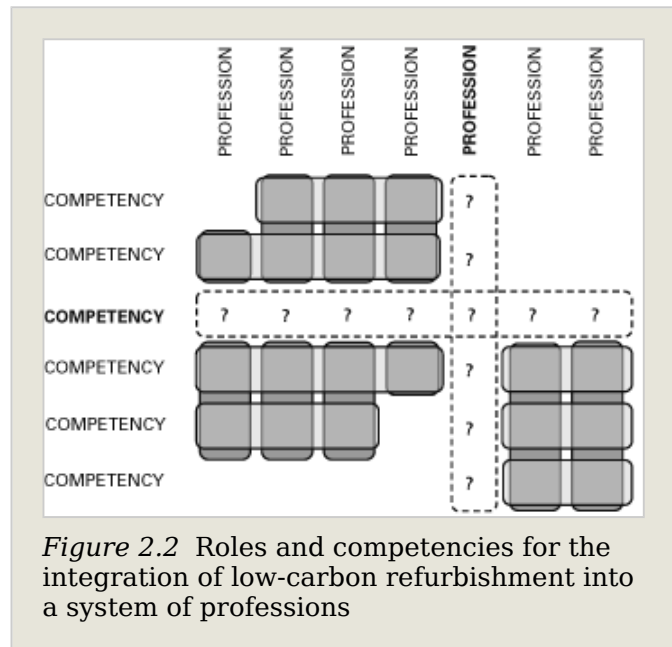 PROFESSION PROFESSION PROFESSION PROFESSION PROFESSION PROFESSION PROFESSION
COMPETENCY ?
COMPETENCY ?
COMPETENCY ? ? ? ? ? ? ?
COMPETENCY ?
COMPETENCY ?
COMPETENCY ?
Figure 2.2 Roles and competencies for the
integration of low-carbon refurbishment into
a system of professions